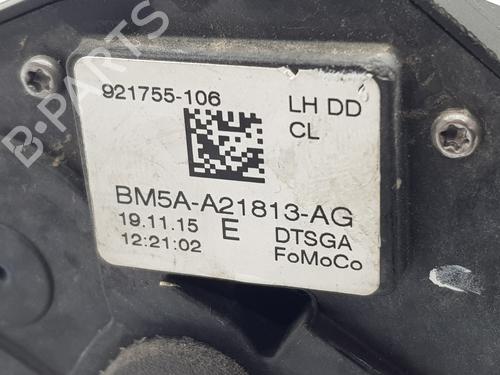 B-PARTS
921755-106
LH DD
CL
BM5A-A21813-AG
19.11.15
E
DTSGA
12:21:02
FoMoCo